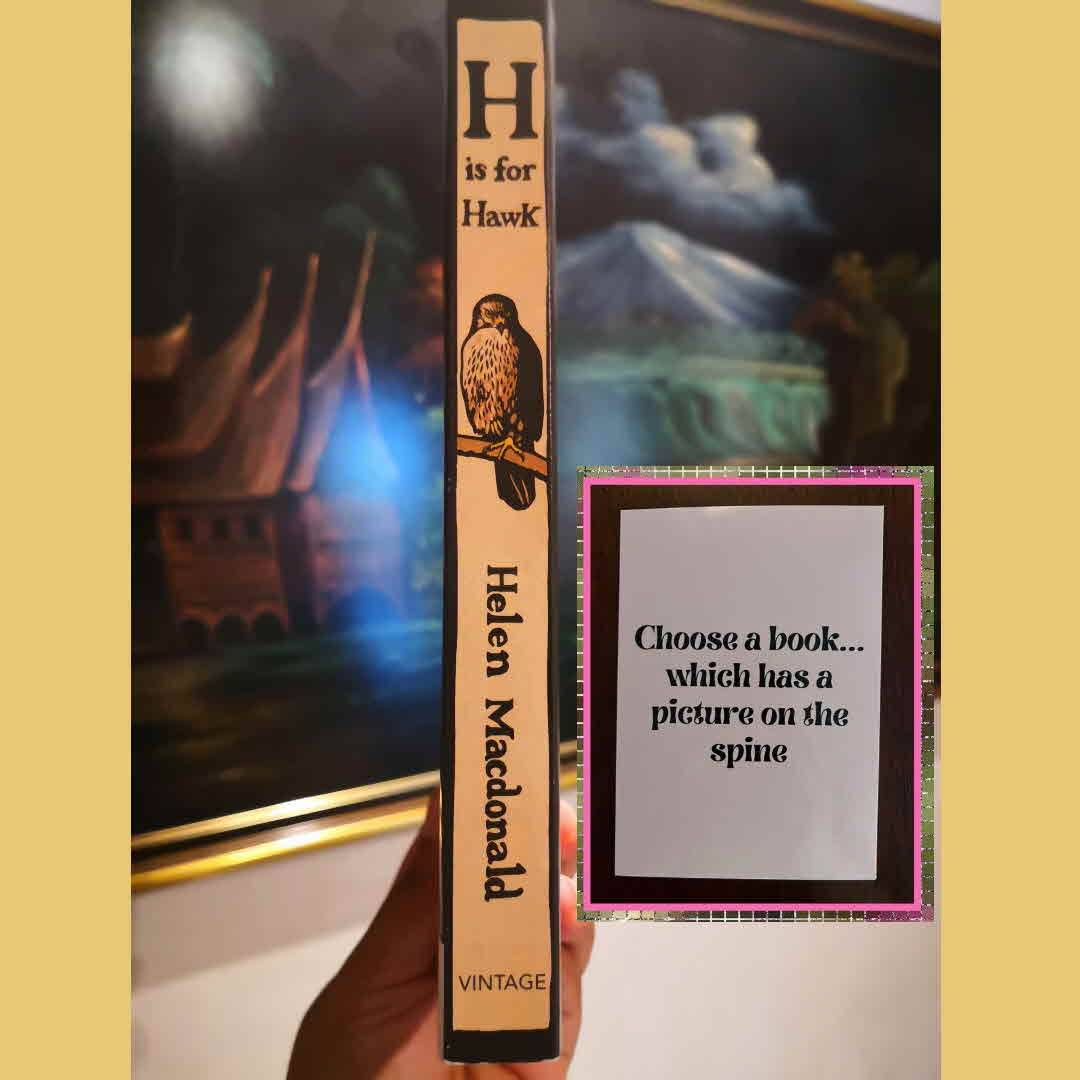 H
is for
Hawk
Helen Macdonald
VINTAGE
Choose a book...
which has a
picture on the
spine